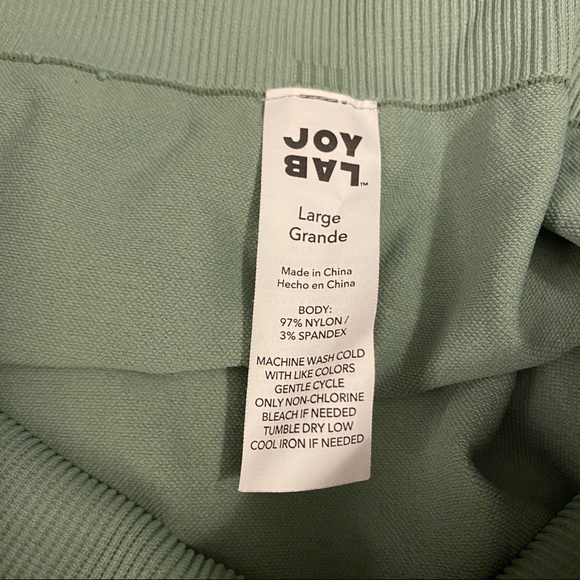 JOY
LAB™
Large
Grande
Made in China
Hecho en China
BODY:
97% NYLON /
3% SPANDEX
MACHINE WASH COLD
WITH LIKE COLORS
GENTLE CYCLE
ONLY NON-CHLORINE
BLEACH IF NEEDED
TUMBLE DRY LOW
COOL IRON IF NEEDED